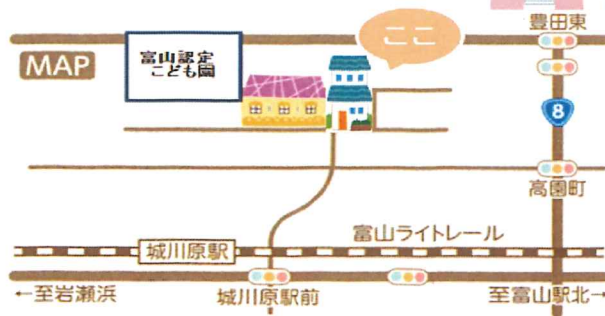 豊田東
ここ
MAP
富山認定
こども園
8
高園町
富山ライトレール
城川原駅
←至岩瀬浜
城川原駅前
至富山駅北→